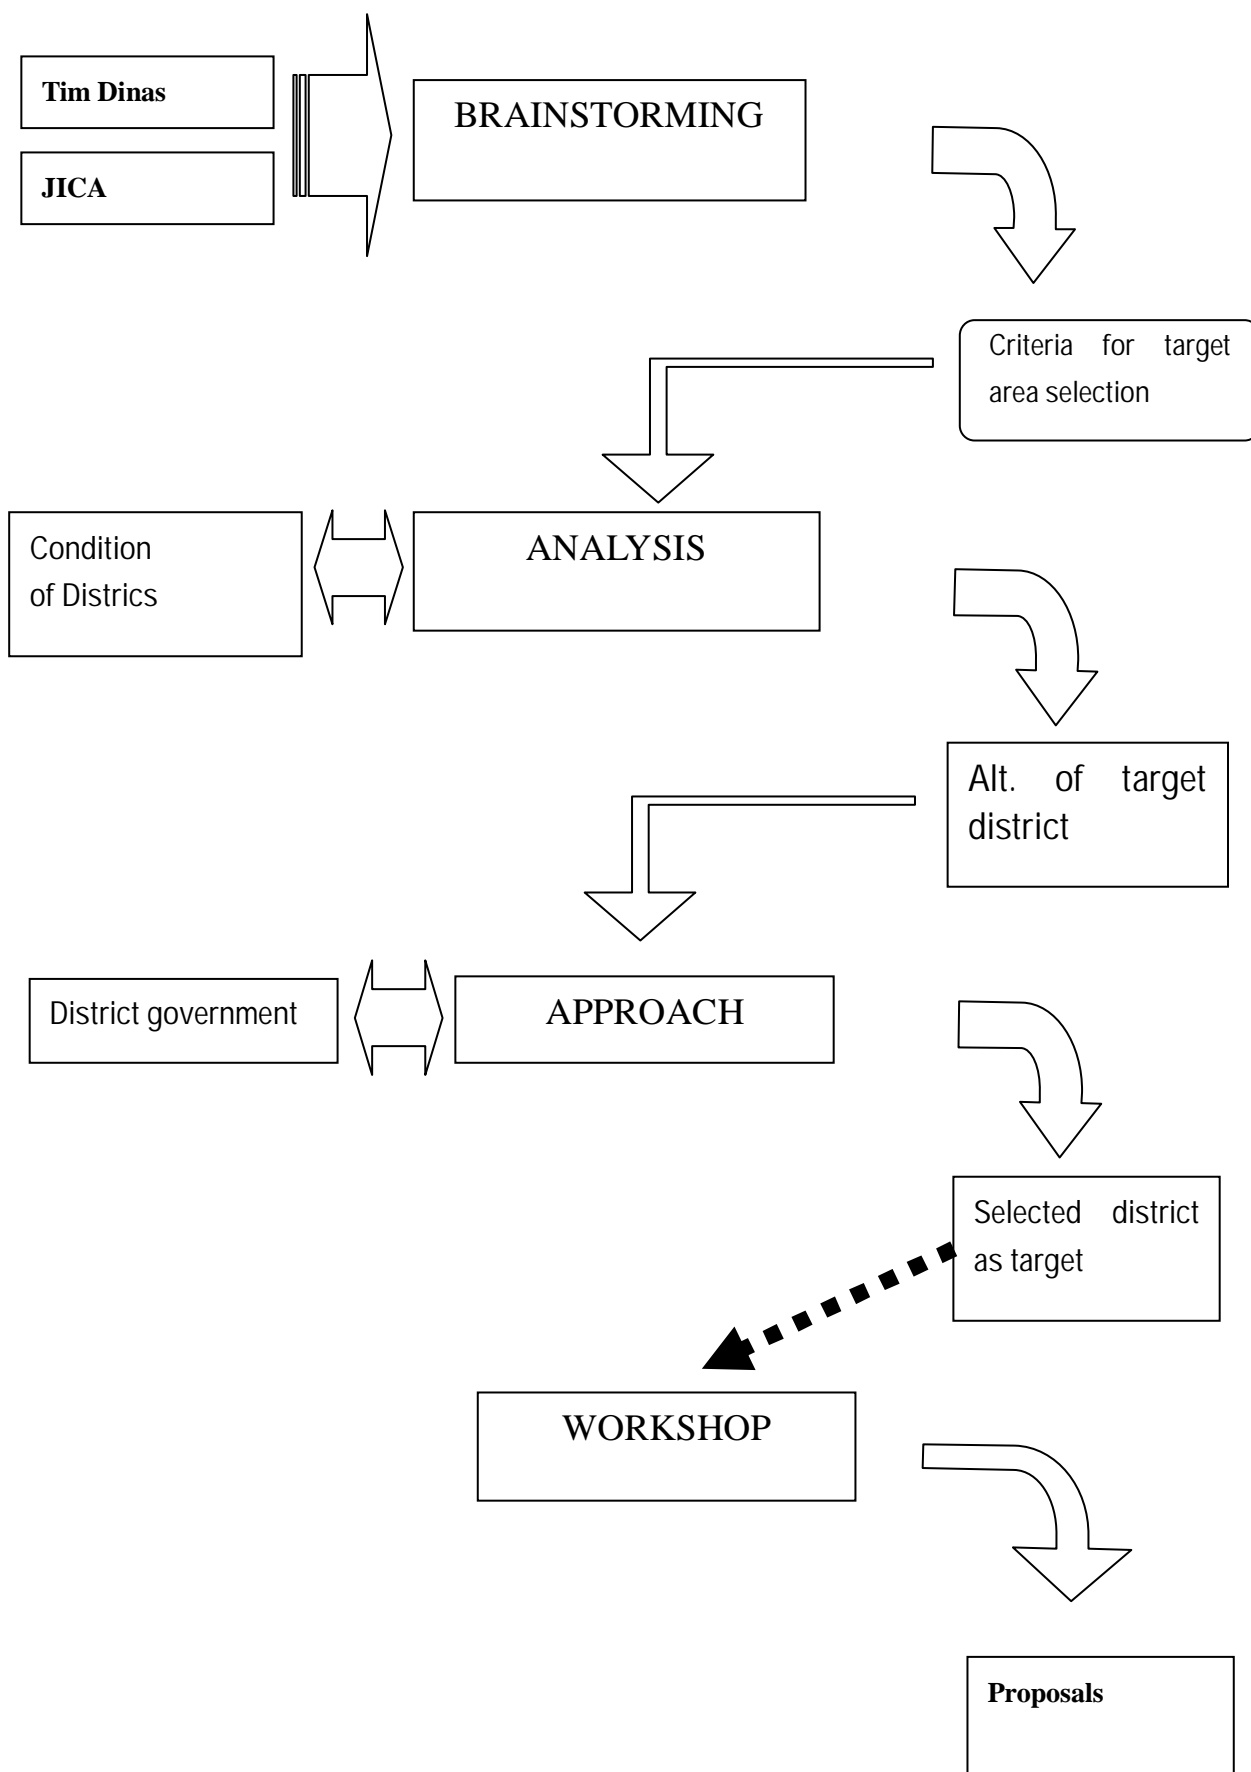 Tim Dinas
BRAINSTORMING
JICA
Criteria for target
area selection
Condition
of Districs
ANALYSIS
Alt. of target
district
District government
APPROACH
Selected district
as target
WORKSHOP
Proposals